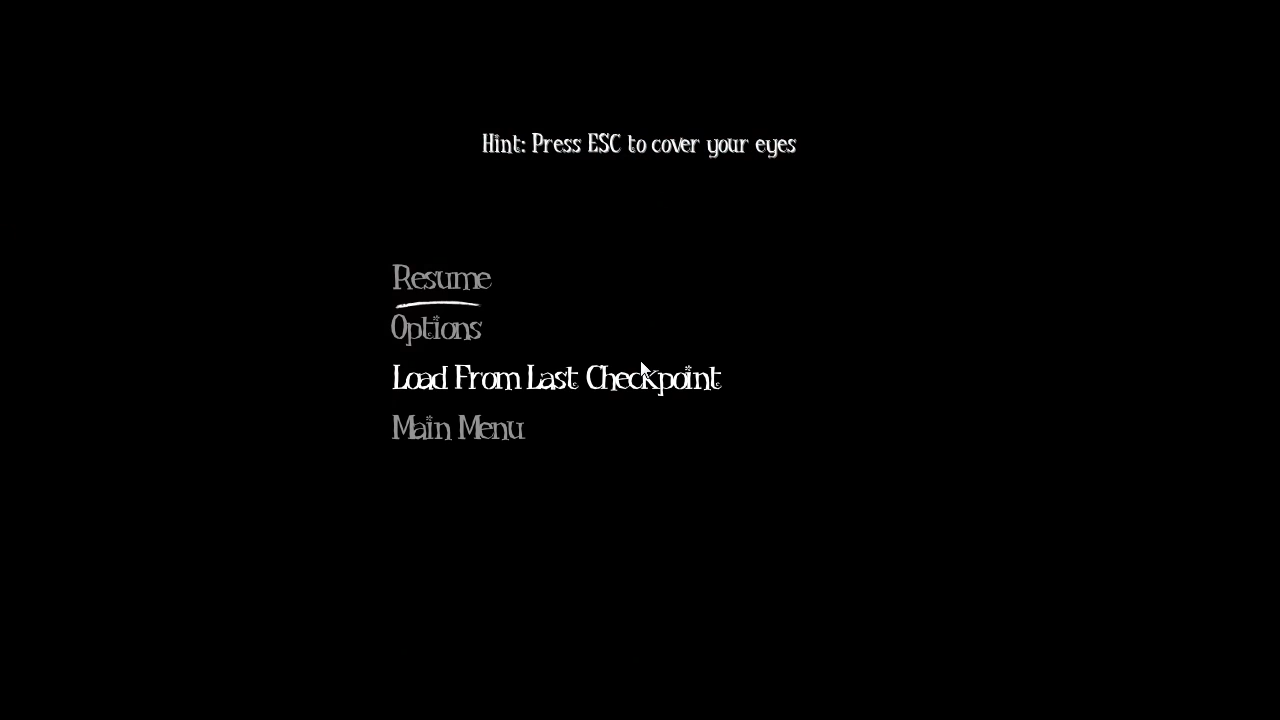 Hint: Press ESC to cover your eyes
Resume
Options
Load From Last Checkpoint
Main Menu